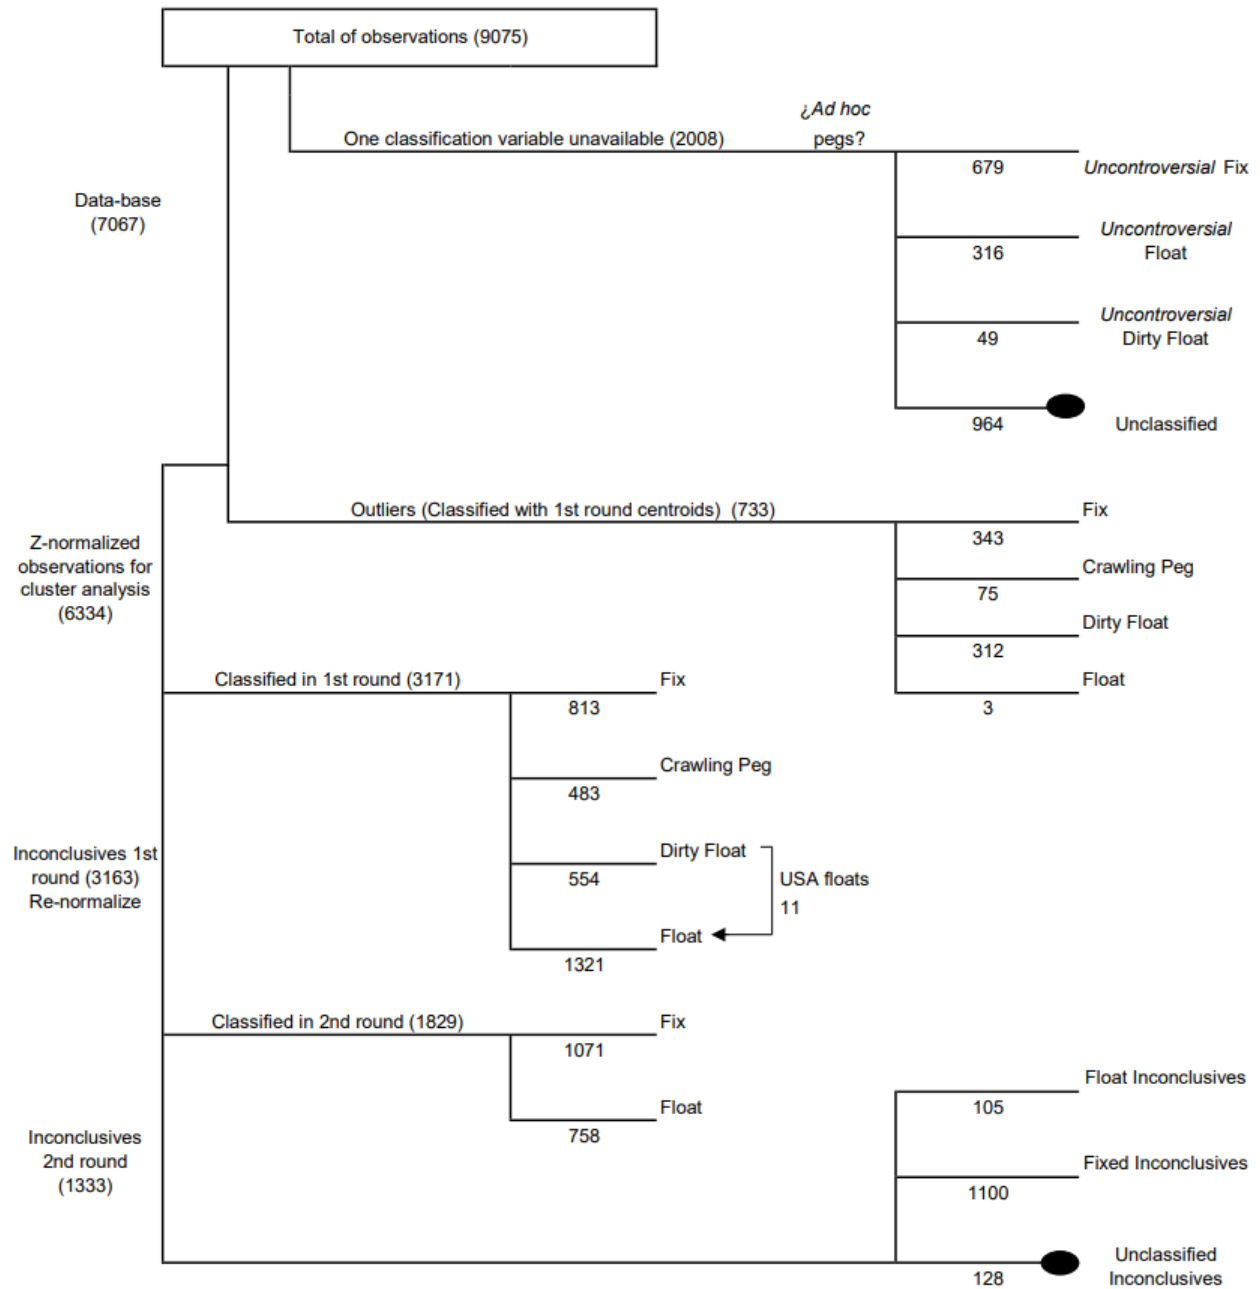 Total of observations (9075)
¿Ad hoc
pegs?
One classification variable unavailable (2008)
679
Uncontroversial Fix
Data-base
(7067)
Uncontroversial
Float
316
Uncontroversial
Dirty Float
49
964
Unclassified
Outliers (Classified with 1st round centroids) (733)
Fix
343
Crawling Peg
75
Dirty Float
312
Float
3
Z-normalized
observations for
cluster analysis
(6334)
Classified in 1st round (3171)
Fix
813
Crawling Peg
483
Dirty Float
554
USA floats
11
Float
1321
Inconclusives 1st
round (3163)
Re-normalize
Classified in 2nd round (1829)
Fix
1071
Float
758
Inconclusives
2nd round
(1333)
Float Inconclusives
105
Fixed Inconclusives
1100
Unclassified
Inconclusives
128